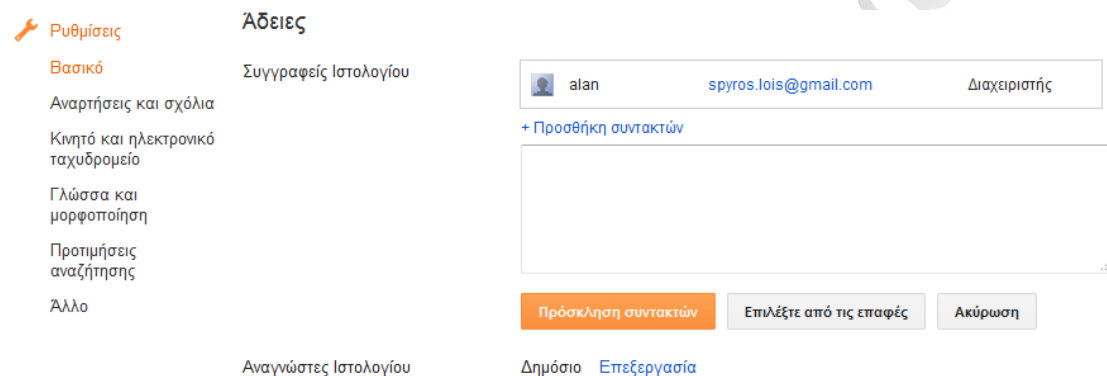 Ρυθμίσεις
Βασικό
Αναρτήσεις και σχόλια
Κινητό και ηλεκτρονικό
ταχυδρομείο
Γλώσσα και
μορφοποίηση
Προτιμήσεις
αναζήτησης
Άλλο
Άδειες
Συγγραφείς Ιστολογίου
alan spyros.lois@gmail.com Διαχειριστής
+ Προσθήκη συντακτών
Πρόσκληση συντακτών Επιλέξτε από τις επαφές Ακύρωση
Αναγνώστες Ιστολογίου Δημόσιο Επεξεργασία